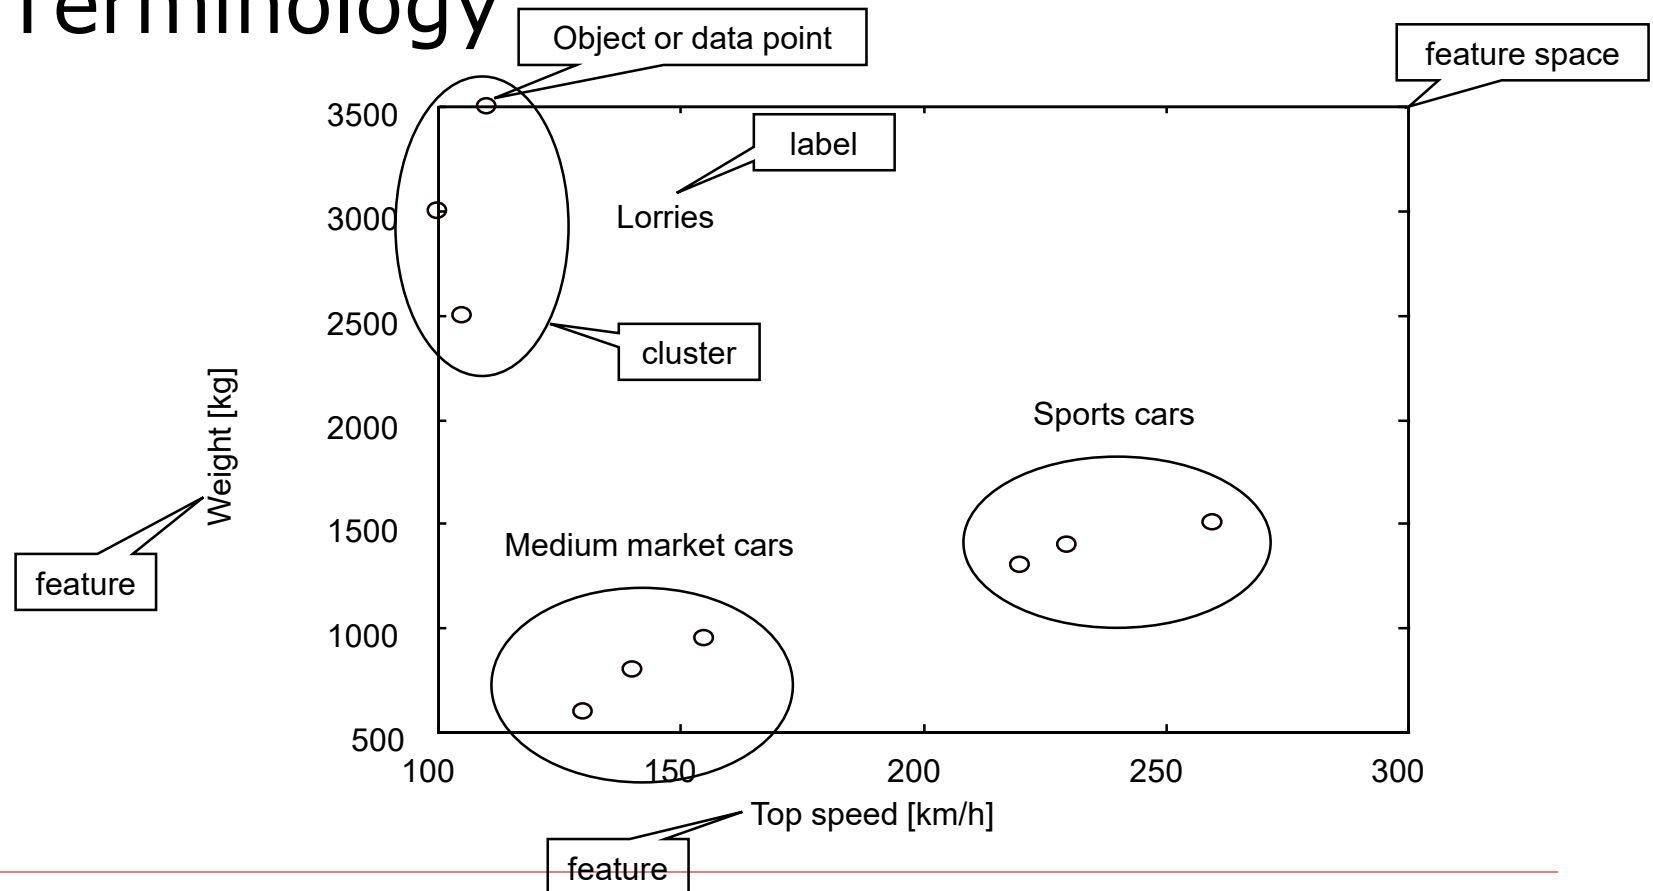 Terminology
Object or data point
feature space
3500
label
3000
Lorries
2500
cluster
Weight [kg]
2000
Sports cars
1500
Medium market cars
feature
1000
500
100 150 200 250 300
Top speed [km/h]
feature